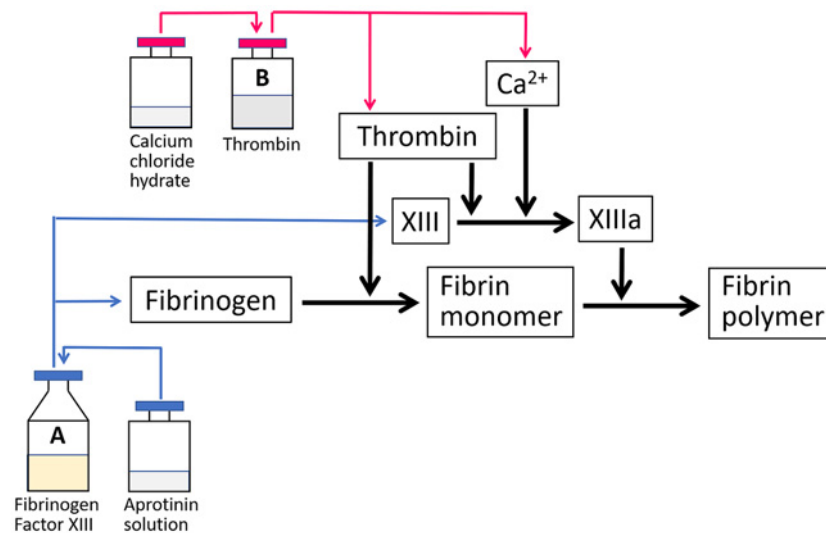 B
Calcium
chloride
hydrate
Thrombin
Ca²⁺
Thrombin
XIII
XIIIa
Fibrinogen
Fibrin
monomer
Fibrin
polymer
A
Fibrinogen
Factor XIII
Aprotinin
solution